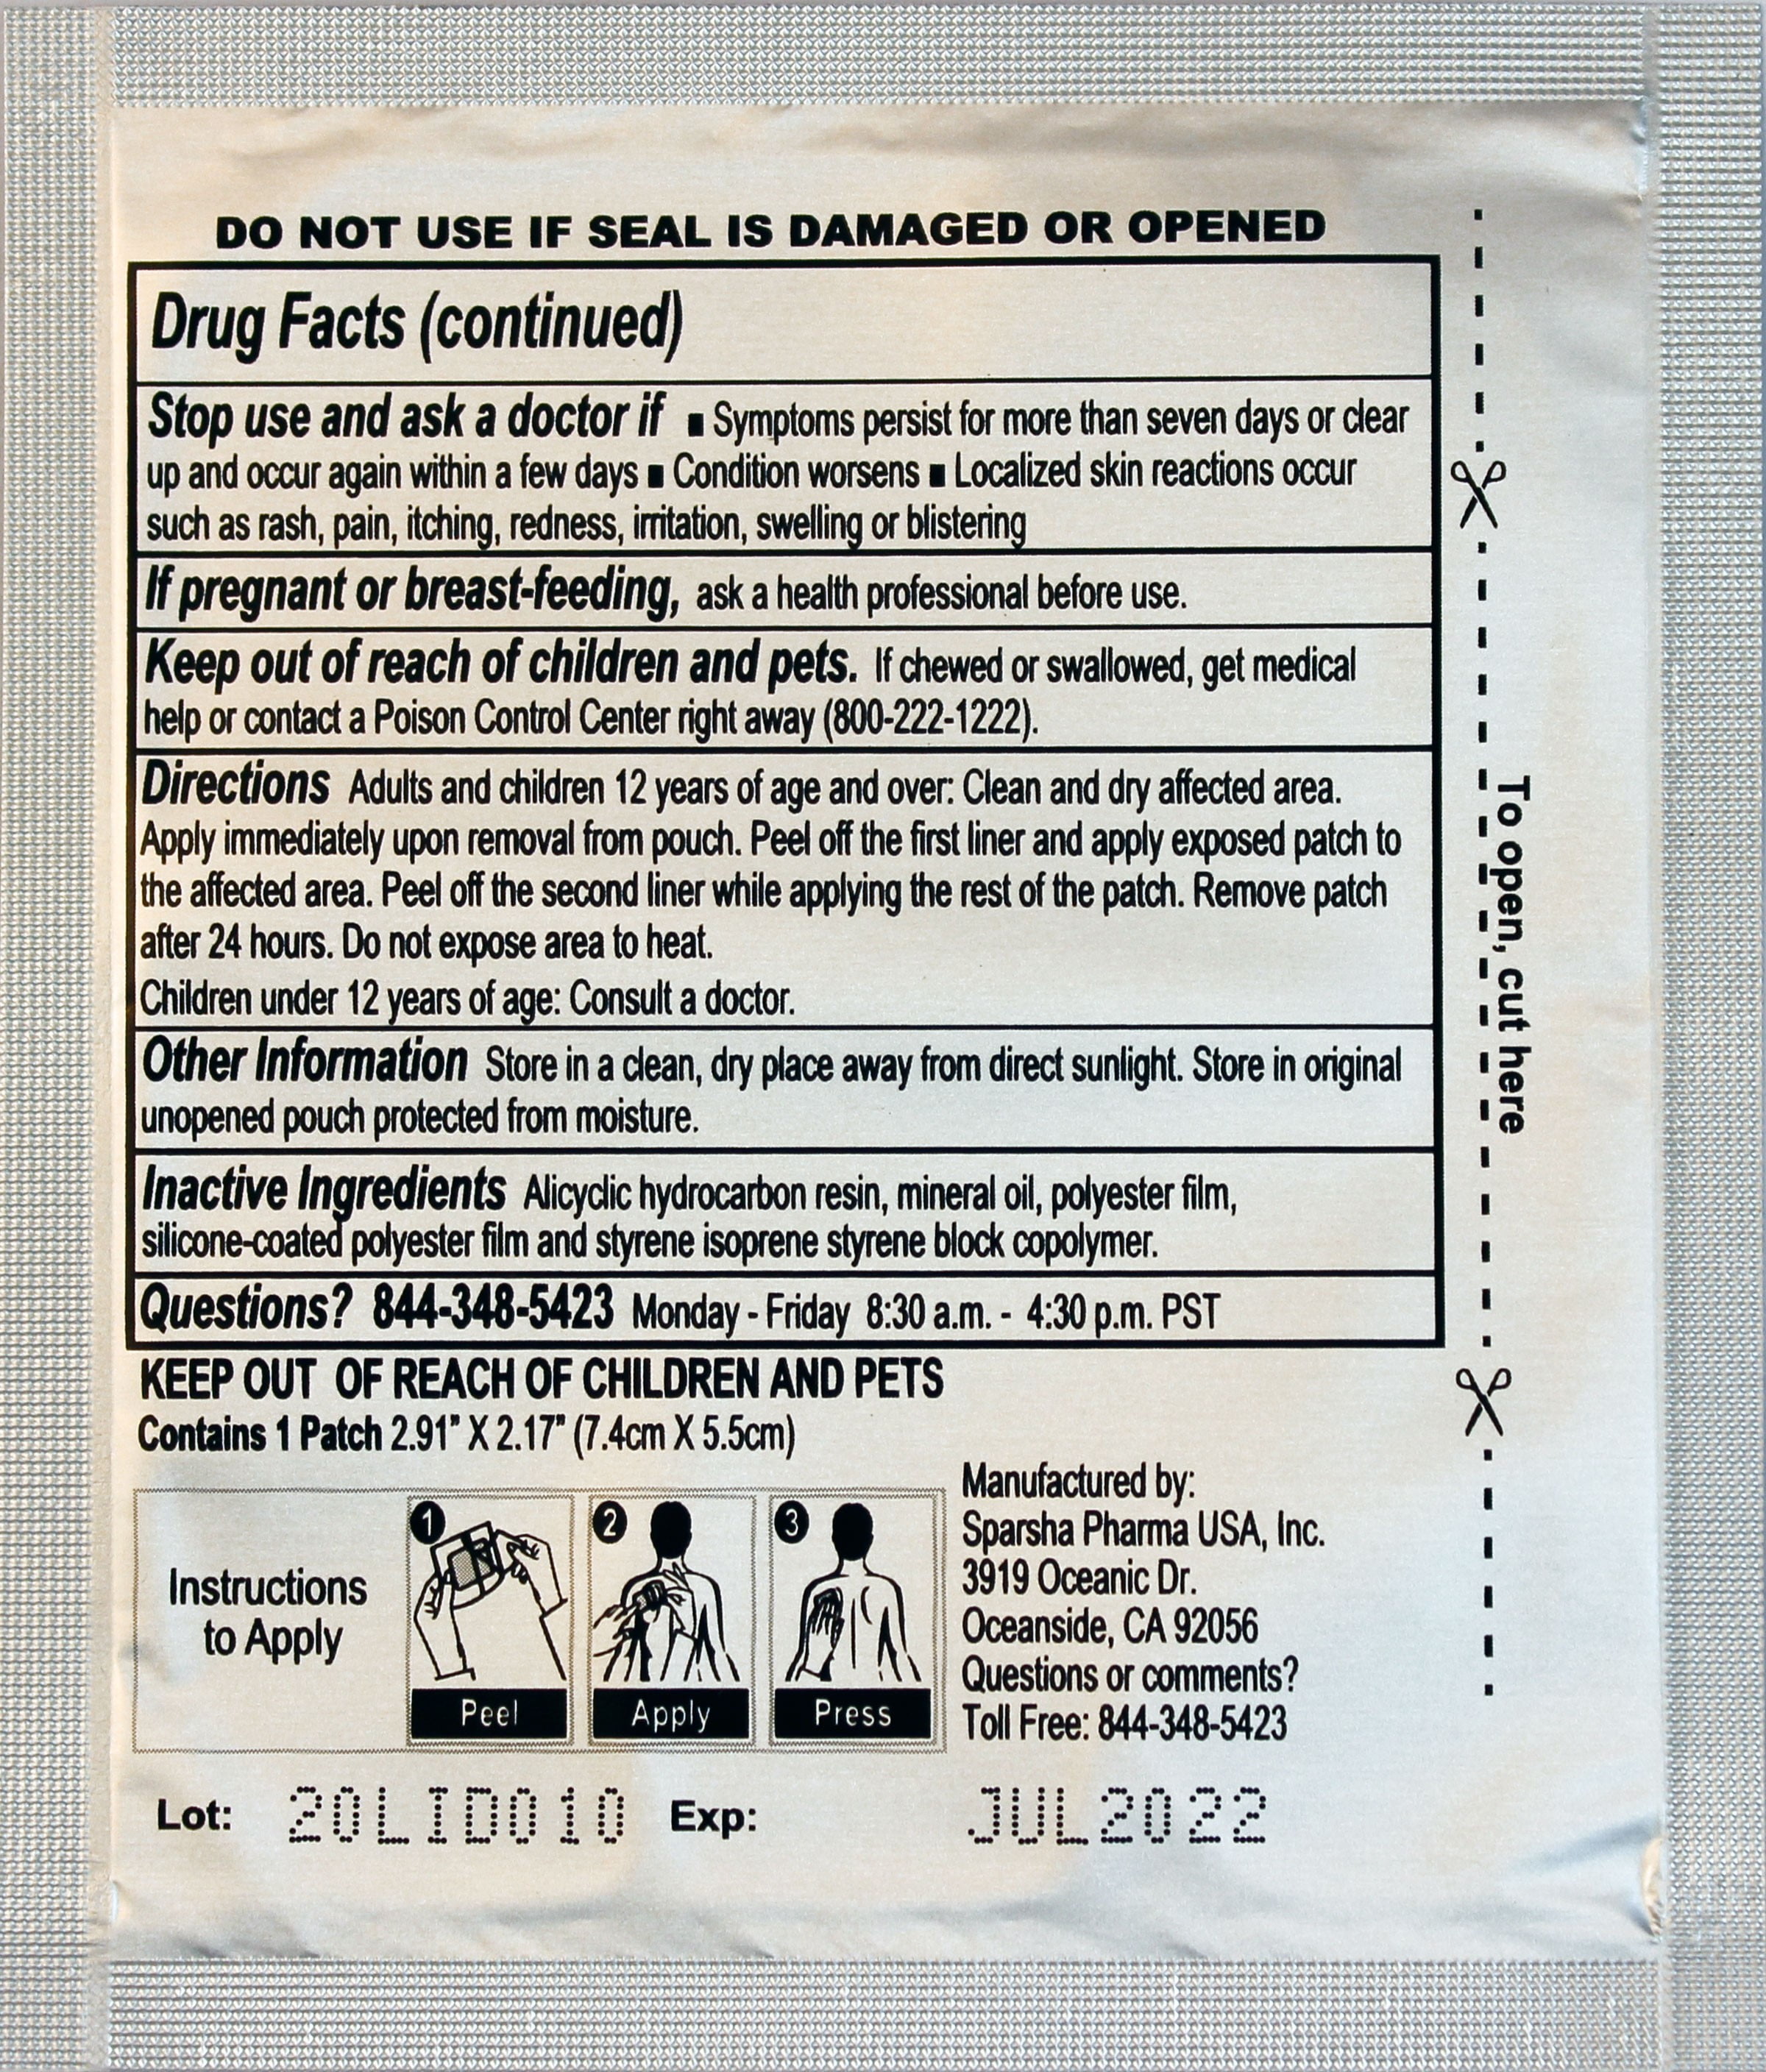 DO NOT USE IF SEAL IS DAMAGED OR OPENED
Drug Facts (continued)
Stop use and ask a doctor if ■ Symptoms persist for more than seven days or clear
up and occur again within a few days ■ Condition worsens ■ Localized skin reactions occur
such as rash, pain, itching, redness, irritation, swelling or blistering
If pregnant or breast-feeding, ask a health professional before use.
Keep out of reach of children and pets. If chewed or swallowed, get medical
help or contact a Poison Control Center right away (800-222-1222).
Directions Adults and children 12 years of age and over: Clean and dry affected area.
Apply immediately upon removal from pouch. Peel off the first liner and apply exposed patch to
the affected area. Peel off the second liner while applying the rest of the patch. Remove patch
after 24 hours. Do not expose area to heat.
Children under 12 years of age: Consult a doctor.
Other Information Store in a clean, dry place away from direct sunlight. Store in original
unopened pouch protected from moisture.
Inactive Ingredients Alicyclic hydrocarbon resin, mineral oil, polyester film,
silicone-coated polyester film and styrene isoprene styrene block copolymer.
Questions? 844-348-5423 Monday - Friday 8:30 a.m. - 4:30 p.m. PST
To open, cut here
KEEP OUT OF REACH OF CHILDREN AND PETS
Contains 1 Patch 2.91" X 2.17" (7.4cm X 5.5cm)
Instructions
to Apply
1
Peel
2
Apply
3
Press
Manufactured by:
Sparsha Pharma USA, Inc.
3919 Oceanic Dr.
Oceanside, CA 92056
Questions or comments?
Toll Free: 844-348-5423
Lot: 20LID010 Exp: JUL2022